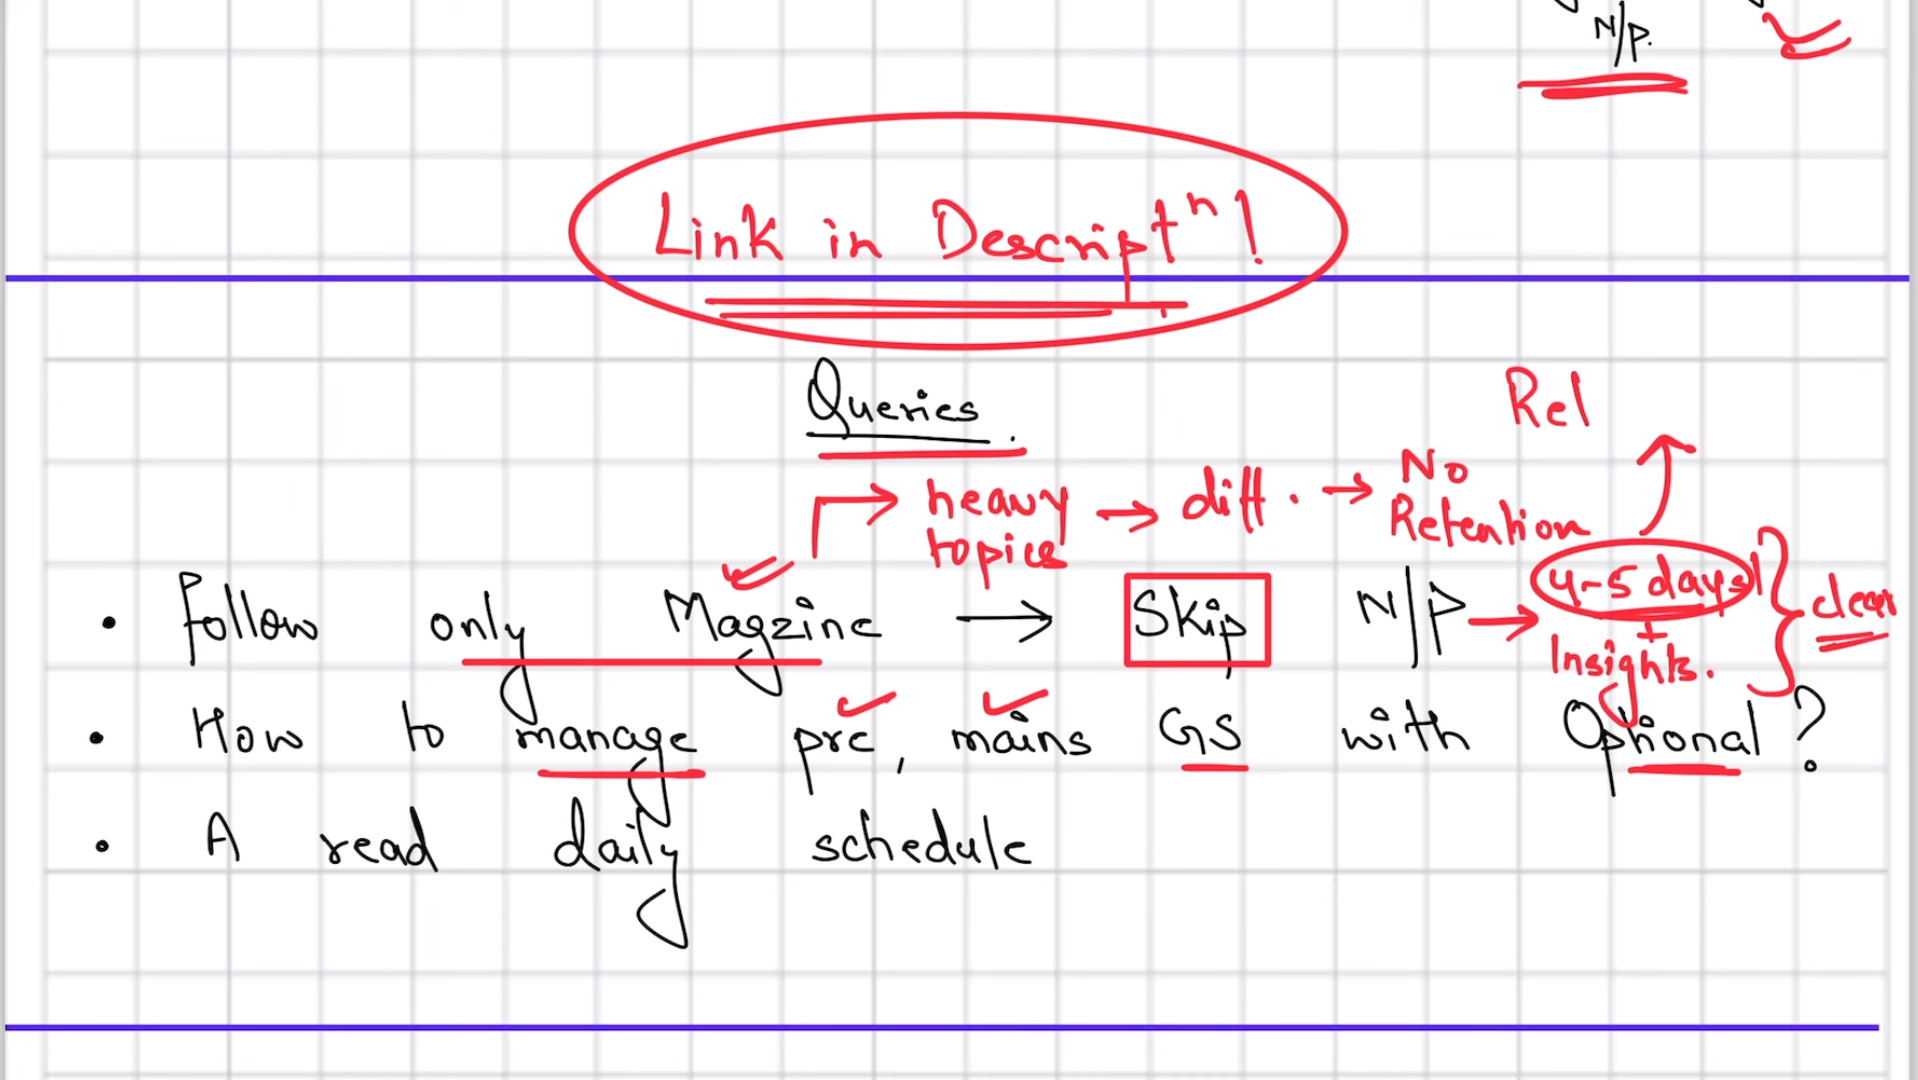 N/P.
Link in Descriptⁿ!
Queries.
Rel
heavy topics → diff. → No Retention
• Follow only Magzine → Skip N/P → 4-5 days + Insights. } clear
• How to manage pre, mains GS with Optional?
• A read daily schedule